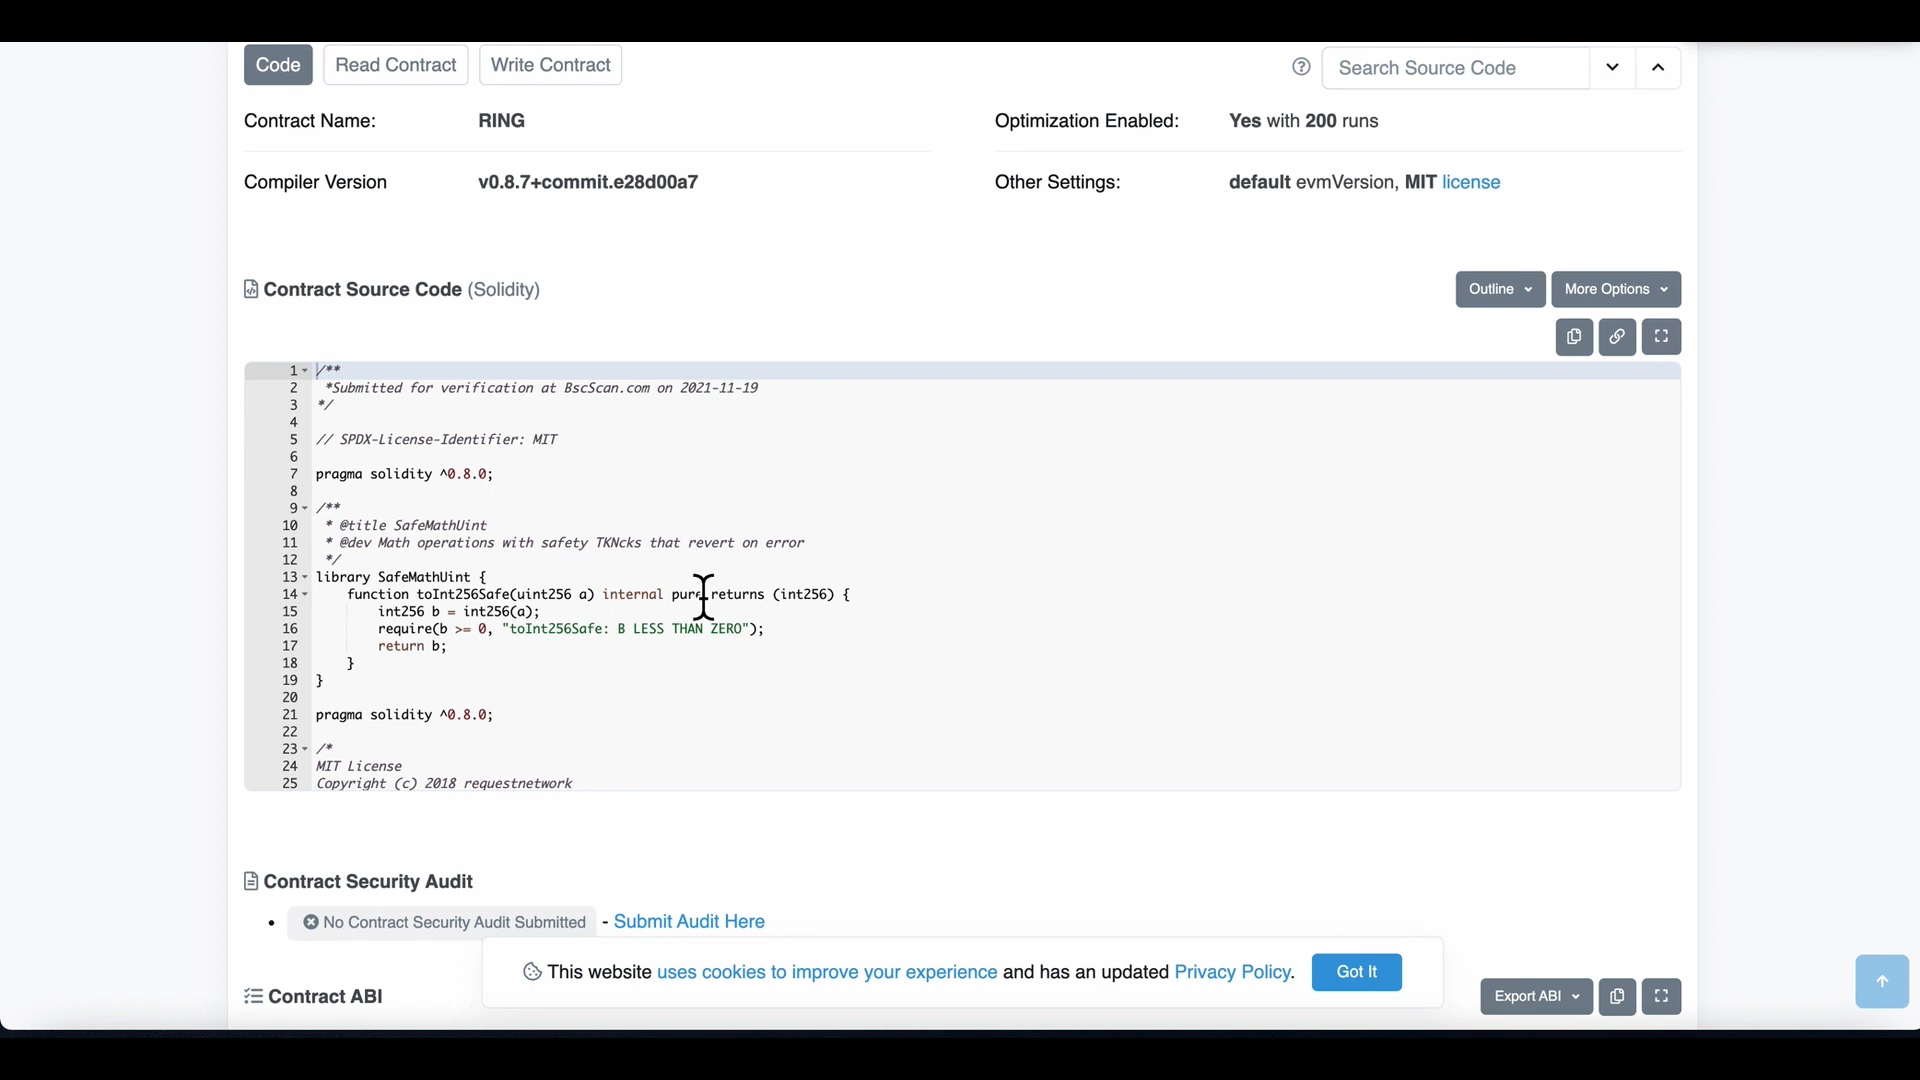 Code Read Contract Write Contract Search Source Code
Contract Name: RING Optimization Enabled: Yes with 200 runs
Compiler Version v0.8.7+commit.e28d00a7 Other Settings: default evmVersion, MIT license
Contract Source Code (Solidity) Outline More Options
1 /**
2 *Submitted for verification at BscScan.com on 2021-11-19
3 */
4
5 // SPDX-License-Identifier: MIT
6
7 pragma solidity ^0.8.0;
8
9 /**
10 * @title SafeMathUint
11 * @dev Math operations with safety TKNcks that revert on error
12 */
13 library SafeMathUint {
14 function toInt256Safe(uint256 a) internal pure returns (int256) {
15 int256 b = int256(a);
16 require(b >= 0, "toInt256Safe: B LESS THAN ZERO");
17 return b;
18 }
19 }
20
21 pragma solidity ^0.8.0;
22
23 /*
24 MIT License
25 Copyright (c) 2018 requestnetwork
Contract Security Audit
• No Contract Security Audit Submitted - Submit Audit Here
This website uses cookies to improve your experience and has an updated Privacy Policy. Got It
Contract ABI Export ABI